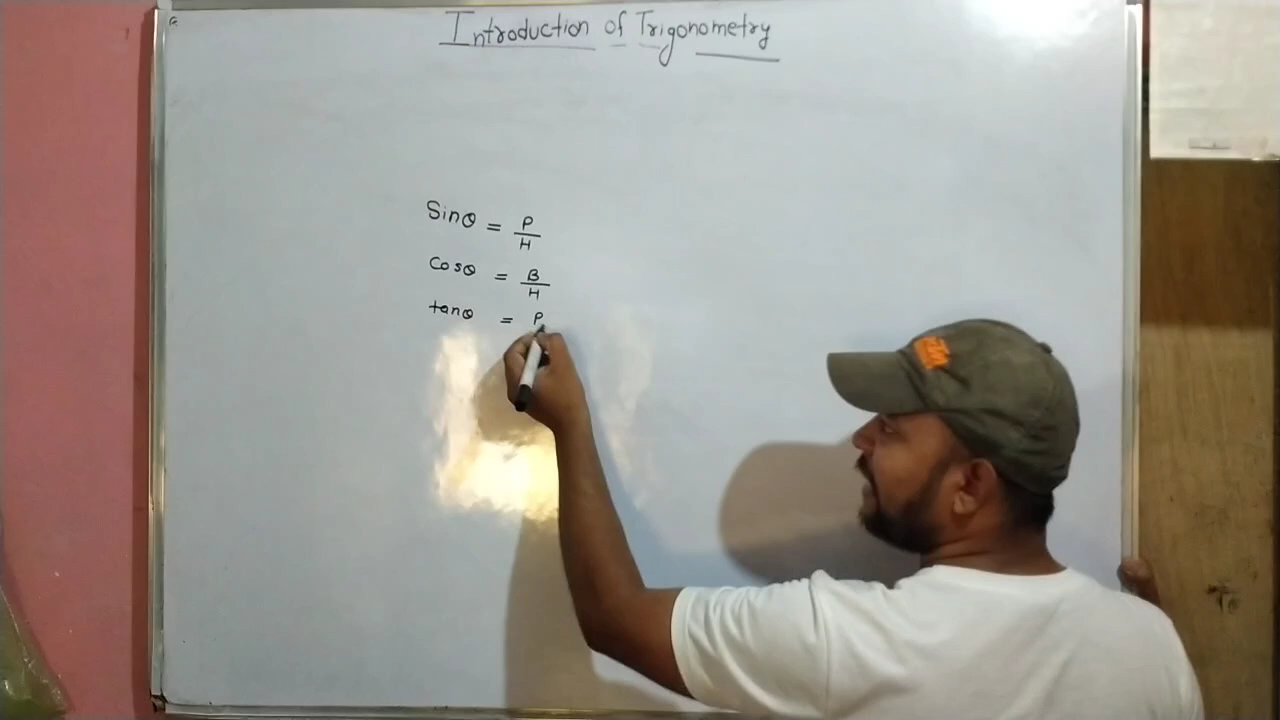 Introduction of Trigonometry
Sinθ = P/H
Cosθ = B/H
tanθ = P